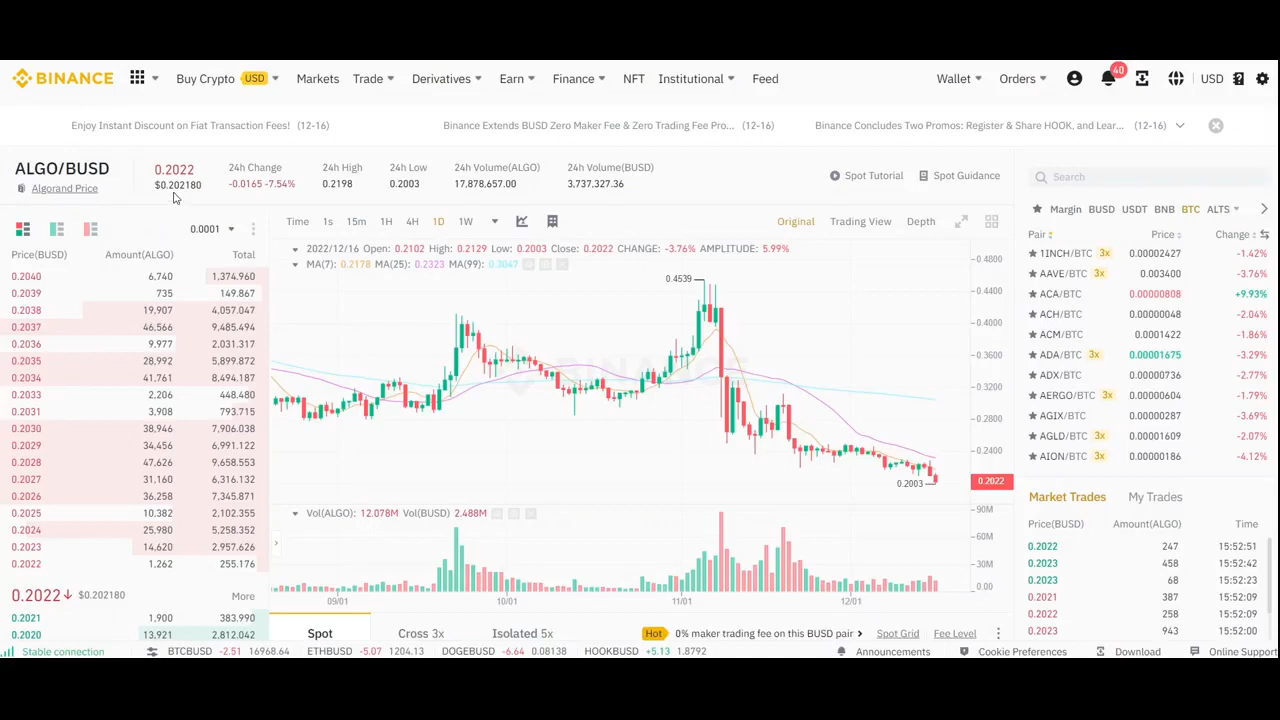 BINANCE Buy Crypto USD Markets Trade Derivatives Earn Finance NFT Institutional Feed Wallet Orders 40 USD
Enjoy Instant Discount on Fiat Transaction Fees! (12-16) Binance Extends BUSD Zero Maker Fee & Zero Trading Fee Pro... (12-16) Binance Concludes Two Promos: Register & Share HOOK, and Lear... (12-16)
ALGO/BUSD 0.2022 24h Change 24h High 24h Low 24h Volume(ALGO) 24h Volume(BUSD)
Algorand Price $0.202180 -0.0165 -7.54% 0.2198 0.2003 17,878,657.00 3,737,327.36
Spot Tutorial Spot Guidance
0.0001
Price(BUSD) Amount(ALGO) Total
0.2040 6,740 1,374.960
0.2039 735 149.867
0.2038 19,907 4,057.047
0.2037 46,566 9,485.494
0.2036 9,977 2,031.317
0.2035 28,992 5,899.872
0.2034 41,761 8,494.187
0.2033 2,206 448.480
0.2031 3,908 793.715
0.2030 38,946 7,906.038
0.2029 34,456 6,991.122
0.2028 47,626 9,658.553
0.2027 31,160 6,316.132
0.2026 36,258 7,345.871
0.2025 10,382 2,102.355
0.2024 25,980 5,258.352
0.2023 14,620 2,957.626
0.2022 1,262 255.176
0.2022 $0.202180 More
0.2021 1,900 383.990
0.2020 13,921 2,812.042
Time 1s 15m 1H 4H 1D 1W Original Trading View Depth
2022/12/16 Open: 0.2102 High: 0.2129 Low: 0.2003 Close: 0.2022 CHANGE: -3.76% AMPLITUDE: 5.99%
MA(7): 0.2178 MA(25): 0.2323 MA(99): 0.3047
0.4539
0.2003
BINANCE
0.4800
0.4400
0.4000
0.3600
0.3200
0.2800
0.2400
0.2022
Vol(ALGO): 12.078M Vol(BUSD) 2.488M
90M
60M
30M
0.00
09/01 10/01 11/01 12/01
Spot Cross 3x Isolated 5x Hot 0% maker trading fee on this BUSD pair Spot Grid Fee Level
Search
Margin BUSD USDT BNB BTC ALTS
Pair Price Change
1INCH/BTC 3x 0.00002427 -1.42%
AAVE/BTC 3x 0.003400 -3.76%
ACA/BTC 0.00000808 +9.93%
ACH/BTC 0.00000048 -2.04%
ACM/BTC 0.0001422 -1.86%
ADA/BTC 3x 0.00001675 -3.29%
ADX/BTC 0.00000736 -2.77%
AERGO/BTC 3x 0.00000604 -1.79%
AGIX/BTC 0.00000287 -3.69%
AGLD/BTC 3x 0.00001609 -2.07%
AION/BTC 3x 0.00000186 -4.12%
Market Trades My Trades
Price(BUSD) Amount(ALGO) Time
0.2022 247 15:52:51
0.2023 458 15:52:42
0.2023 68 15:52:23
0.2021 387 15:52:09
0.2022 258 15:52:09
0.2023 943 15:52:00
Stable connection BTCBUSD -2.51 16968.64 ETHBUSD -5.07 1204.13 DOGEBUSD -6.64 0.08138 HOOKBUSD +5.13 1.8792 Announcements Cookie Preferences Download Online Support